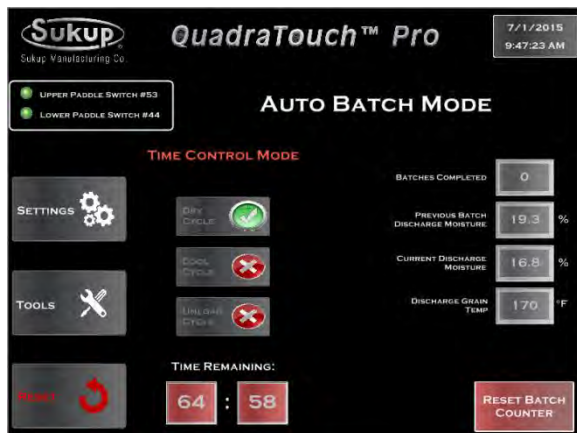 Sukup
Sukup Manufacturing Co.
QuadraTouch™ Pro
7/1/2015
9:47:23 AM
UPPER PADDLE SWITCH #53
LOWER PADDLE SWITCH #44
AUTO BATCH MODE
TIME CONTROL MODE
SETTINGS
TOOLS
RESET
DRY
CYCLE
COOL
CYCLE
UNLOAD
CYCLE
TIME REMAINING:
64 : 58
BATCHES COMPLETED 0
PREVIOUS BATCH
DISCHARGE MOISTURE 19.3 %
CURRENT DISCHARGE
MOISTURE 16.8 %
DISCHARGE GRAIN
TEMP 170 °F
RESET BATCH
COUNTER